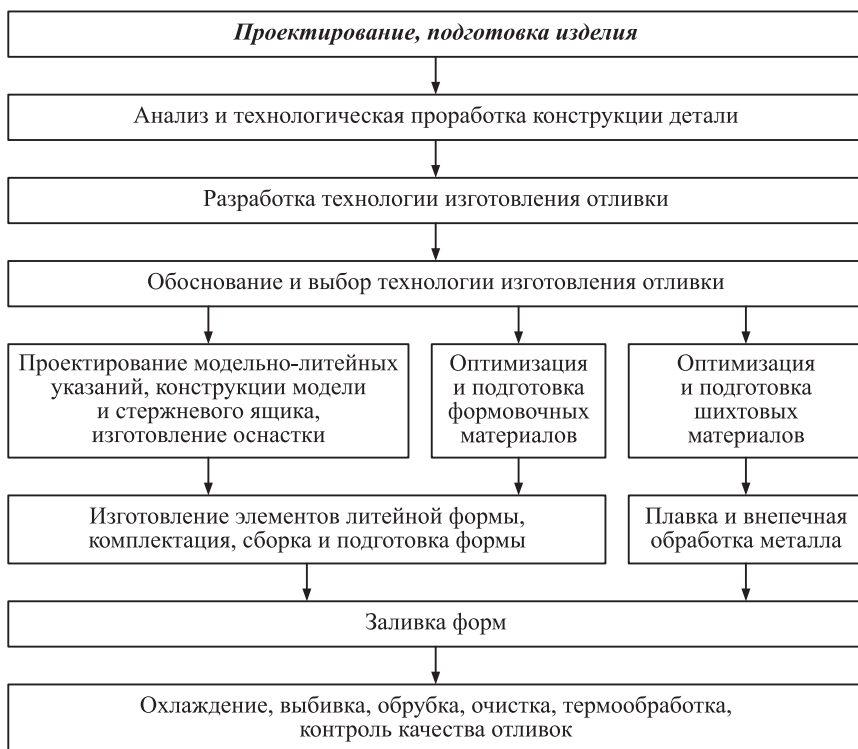 Проектирование, подготовка изделия
Анализ и технологическая проработка конструкции детали
Разработка технологии изготовления отливки
Обоснование и выбор технологии изготовления отливки
Проектирование модельно-литейных
указаний, конструкции модели
и стержневого ящика,
изготовление оснастки
Оптимизация
и подготовка
формовочных
материалов
Оптимизация
и подготовка
шихтовых
материалов
Изготовление элементов литейной формы,
комплектация, сборка и подготовка формы
Плавка и внепечная
обработка металла
Заливка форм
Охлаждение, выбивка, обрубка, очистка, термообработка,
контроль качества отливок